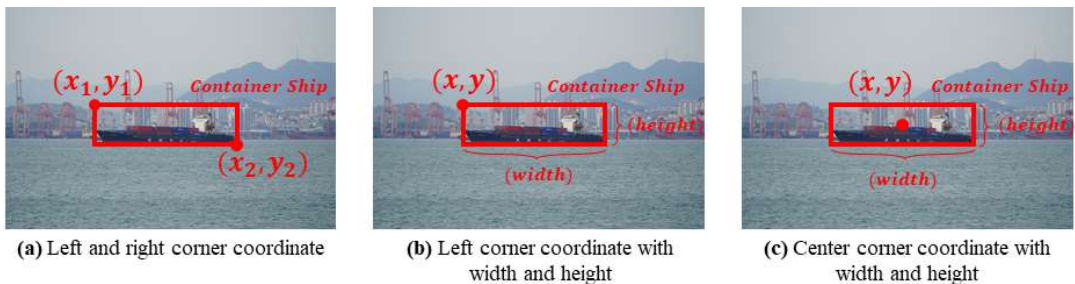 (x₁, y₁)
Container Ship
(x₂, y₂)
(a) Left and right corner coordinate
(x, y)
Container Ship
(height)
(width)
(b) Left corner coordinate with
width and height
(x, y)
Container Ship
(height)
(width)
(c) Center corner coordinate with
width and height